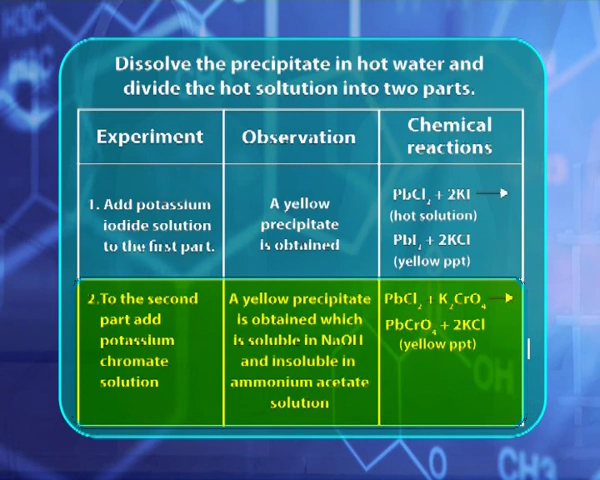 Dissolve the precipitate in hot water and
divide the hot soltution into two parts.
Experiment
Observation
Chemical
reactions
1. Add potassium
iodide solution
to the first part.
A yellow
precipitate
is obtained
PbCl₂ + 2KI →
(hot solution)
PbI₂ + 2KCl
(yellow ppt)
2.To the second
part add
potassium
chromate
solution
A yellow precipitate
is obtained which
is soluble in NaOH
and insoluble in
ammonium acetate
solution
PbCl₂ + K₂CrO₄ →
PbCrO₄ + 2KCl
(yellow ppt)
H3C
OH
O
CH3